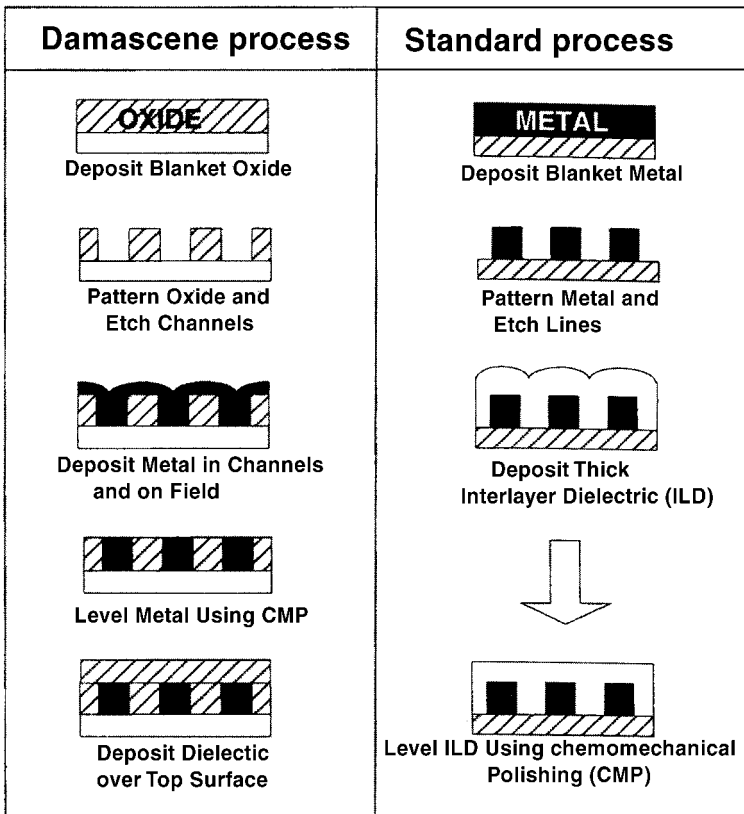 Damascene process
OXIDE
Deposit Blanket Oxide
Pattern Oxide and
Etch Channels
Deposit Metal in Channels
and on Field
Level Metal Using CMP
Deposit Dielectic
over Top Surface
Standard process
METAL
Deposit Blanket Metal
Pattern Metal and
Etch Lines
Deposit Thick
Interlayer Dielectric (ILD)
Level ILD Using chemomechanical
Polishing (CMP)